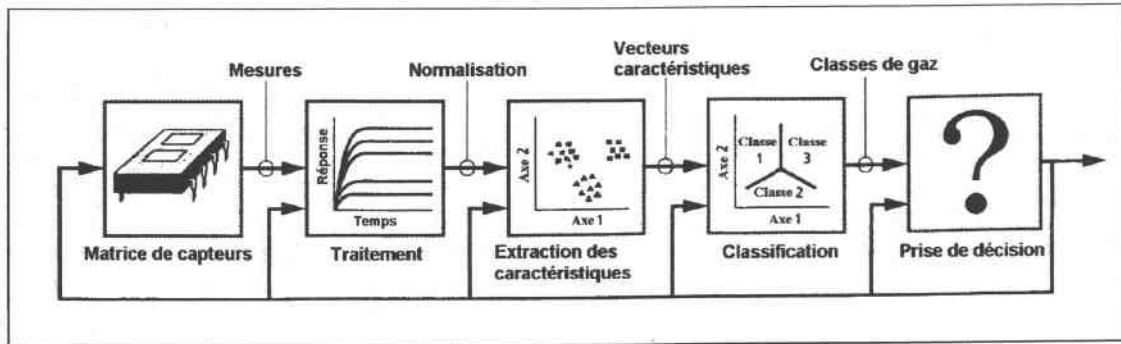 Mesures
Normalisation
Vecteurs
caractéristiques
Classes de gaz
Réponse
Temps
Axe 2
Axe 1
Axe 2
Classe
1
Classe
3
Classe 2
Axe 1
?
Matrice de capteurs
Traitement
Extraction des
caractéristiques
Classification
Prise de décision